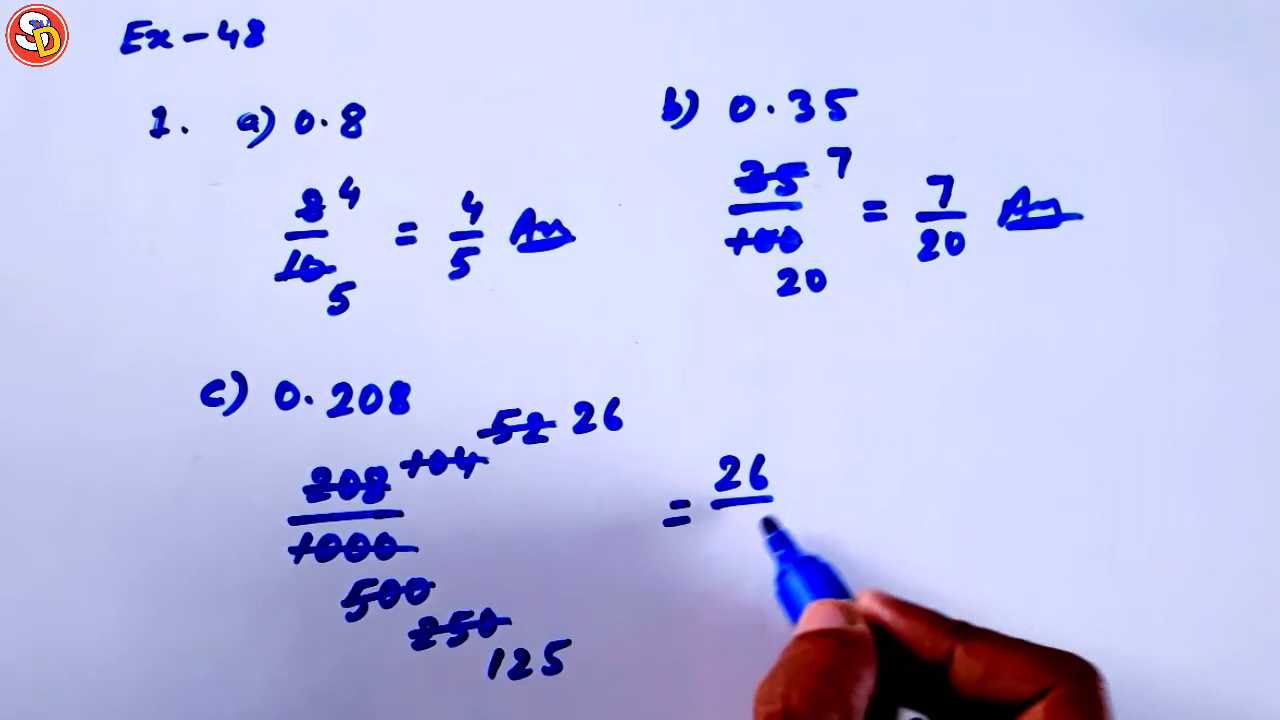 SD
Ex - 48
1. a) 0.8
8 4
10 5
= 4/5 Ans
b) 0.35
35 7
100 20
= 7/20 Ans
c) 0.208
208 104 52 26
1000 500 250 125
= 26